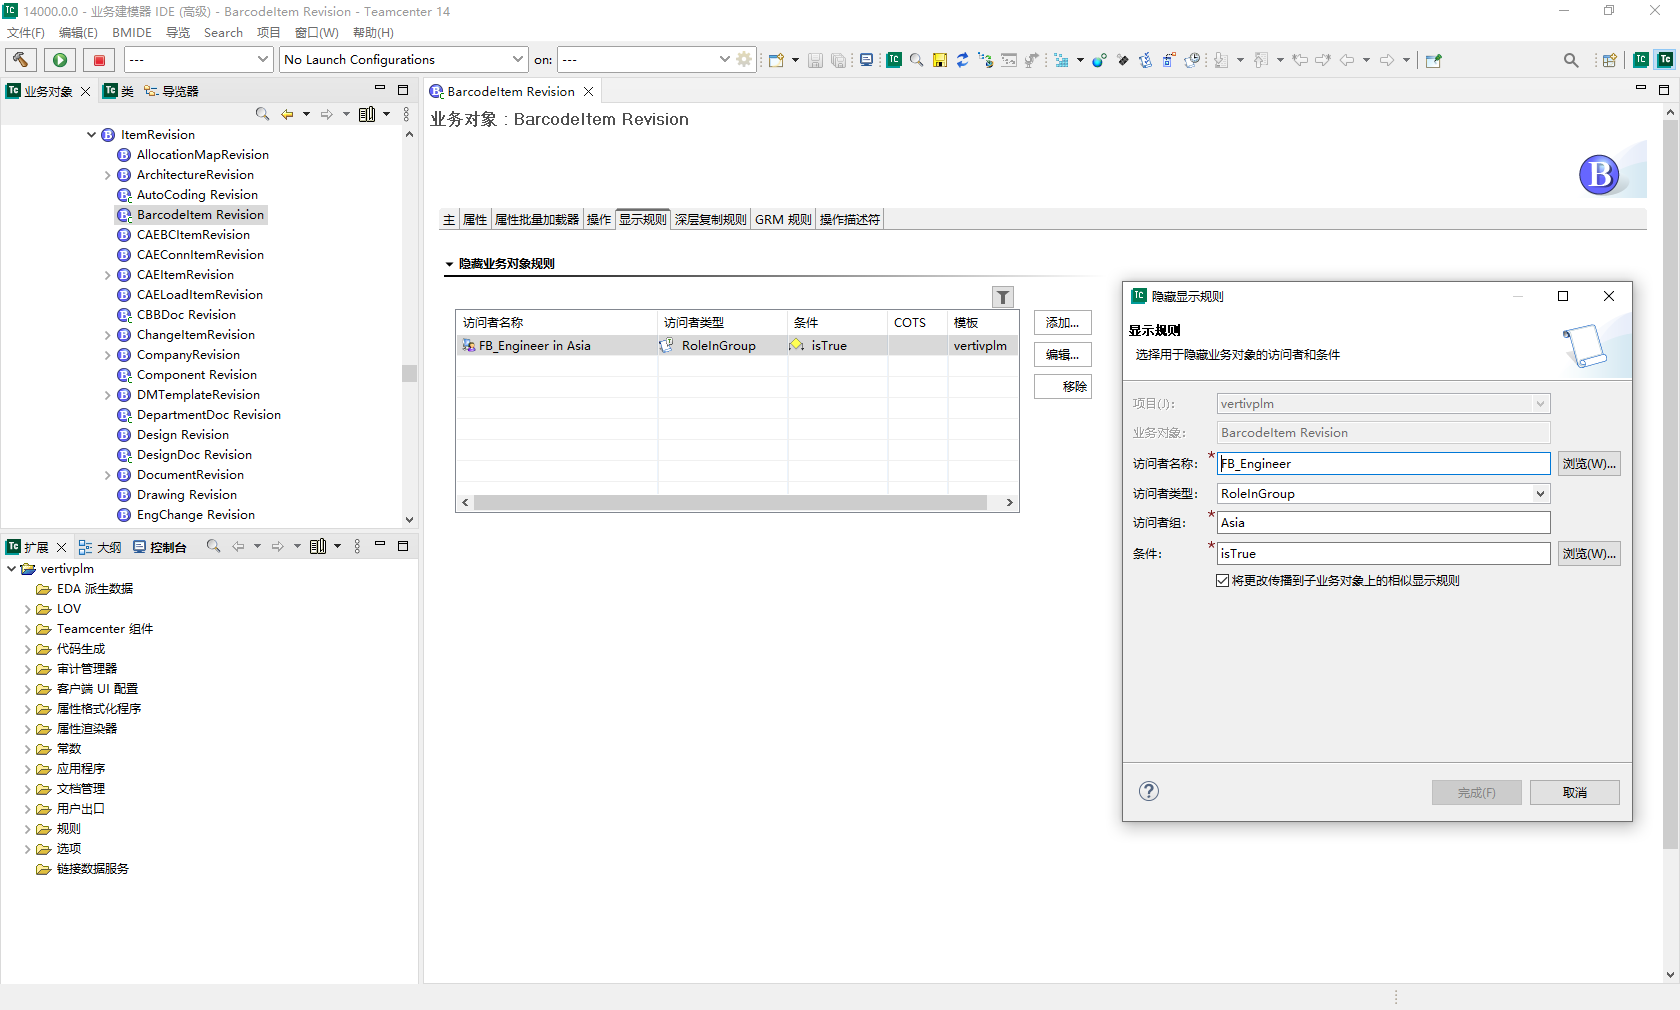 14000.0.0 - 业务建模器 IDE (高级) - BarcodeItem Revision - Teamcenter 14
文件(F) 编辑(E) BMIDE 导览 Search 项目 窗口(W) 帮助(H)
--- No Launch Configurations on: ---
业务对象 类 导览器
ItemRevision
AllocationMapRevision
ArchitectureRevision
AutoCoding Revision
BarcodeItem Revision
CAEBCItemRevision
CAEConnItemRevision
CAEItemRevision
CAELoadItemRevision
CBBDoc Revision
ChangeItemRevision
CompanyRevision
Component Revision
DMTemplateRevision
DepartmentDoc Revision
Design Revision
DesignDoc Revision
DocumentRevision
Drawing Revision
EngChange Revision
扩展 大纲 控制台
vertivplm
EDA 派生数据
LOV
Teamcenter 组件
代码生成
审计管理器
客户端 UI 配置
属性格式化程序
属性渲染器
常数
应用程序
文档管理
用户出口
规则
选项
链接数据服务
BarcodeItem Revision
业务对象 : BarcodeItem Revision
主 属性 属性批量加载器 操作 显示规则 深层复制规则 GRM 规则 操作描述符
隐藏业务对象规则
访问者名称 访问者类型 条件 COTS 模板
FB_Engineer in Asia RoleInGroup isTrue vertivplm
添加...
编辑...
移除
隐藏显示规则
显示规则
选择用于隐藏业务对象的访问者和条件
项目(J): vertivplm
业务对象: BarcodeItem Revision
访问者名称: * FB_Engineer 浏览(W)...
访问者类型: RoleInGroup
访问者组: * Asia
条件: * isTrue 浏览(W)...
将更改传播到子业务对象上的相似显示规则
完成(F) 取消